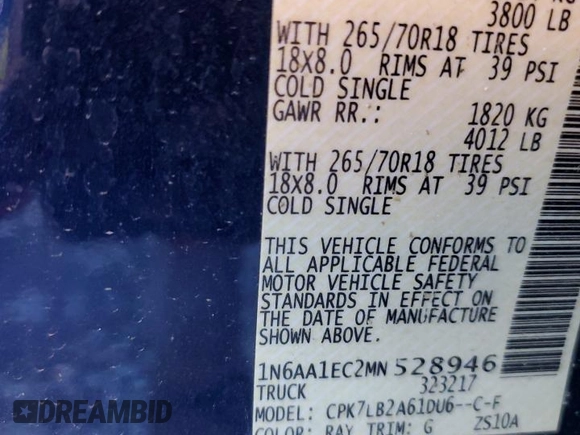 3800 LB
WITH 265/70R18 TIRES
18X8.0 RIMS AT 39 PSI
COLD SINGLE
GAWR RR.: 1820 KG
4012 LB
WITH 265/70R18 TIRES
18X8.0 RIMS AT 39 PSI
COLD SINGLE
THIS VEHICLE CONFORMS TO
ALL APPLICABLE FEDERAL
MOTOR VEHICLE SAFETY
STANDARDS IN EFFECT ON
THE DATE OF MANUFACTURE
SHOWN ABOVE.
1N6AA1EC2MN528946
TRUCK 323217
MODEL: CPK7LB2A61DU6--C-F
COLOR: RAY TRIM: G ZS10A
DREAMBID